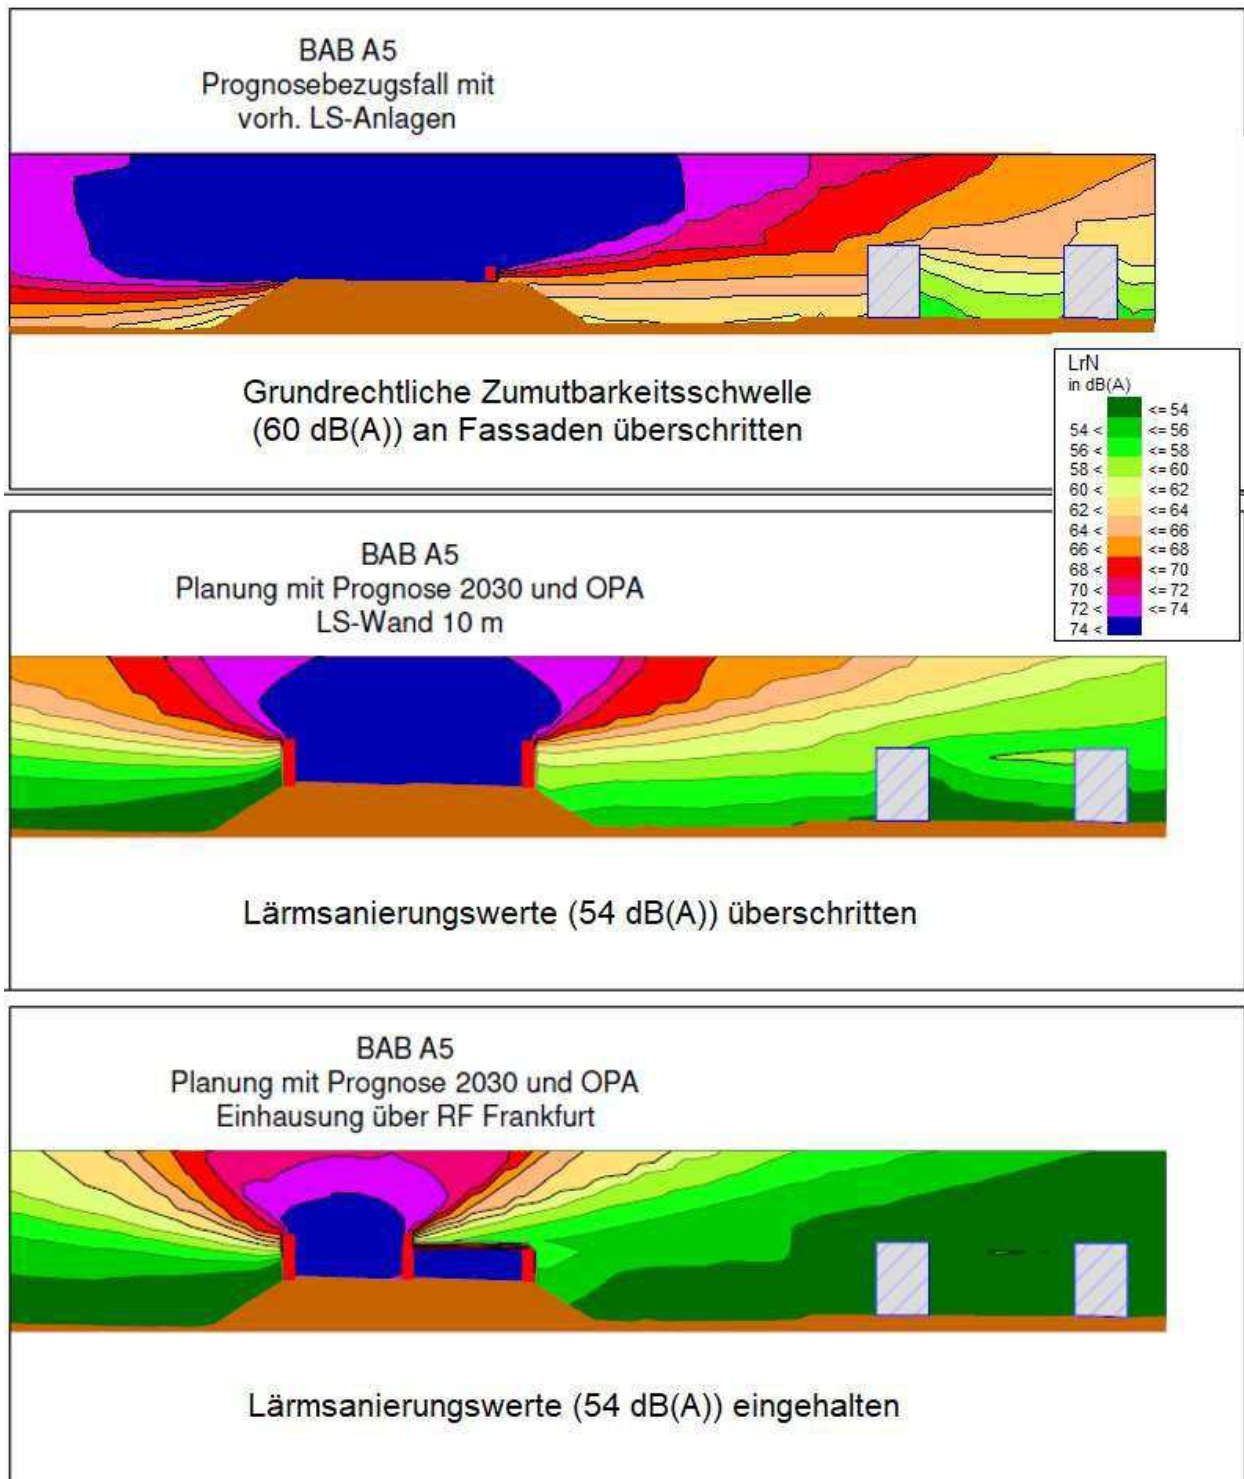 BAB A5
Prognosebezugsfall mit
vorh. LS-Anlagen
Grundrechtliche Zumutbarkeitsschwelle
(60 dB(A)) an Fassaden überschritten
LrN
in dB(A)
<= 54
54 < <= 56
56 < <= 58
58 < <= 60
60 < <= 62
62 < <= 64
64 < <= 66
66 < <= 68
68 < <= 70
70 < <= 72
72 < <= 74
74 <
BAB A5
Planung mit Prognose 2030 und OPA
LS-Wand 10 m
Lärmsanierungswerte (54 dB(A)) überschritten
BAB A5
Planung mit Prognose 2030 und OPA
Einhausung über RF Frankfurt
Lärmsanierungswerte (54 dB(A)) eingehalten